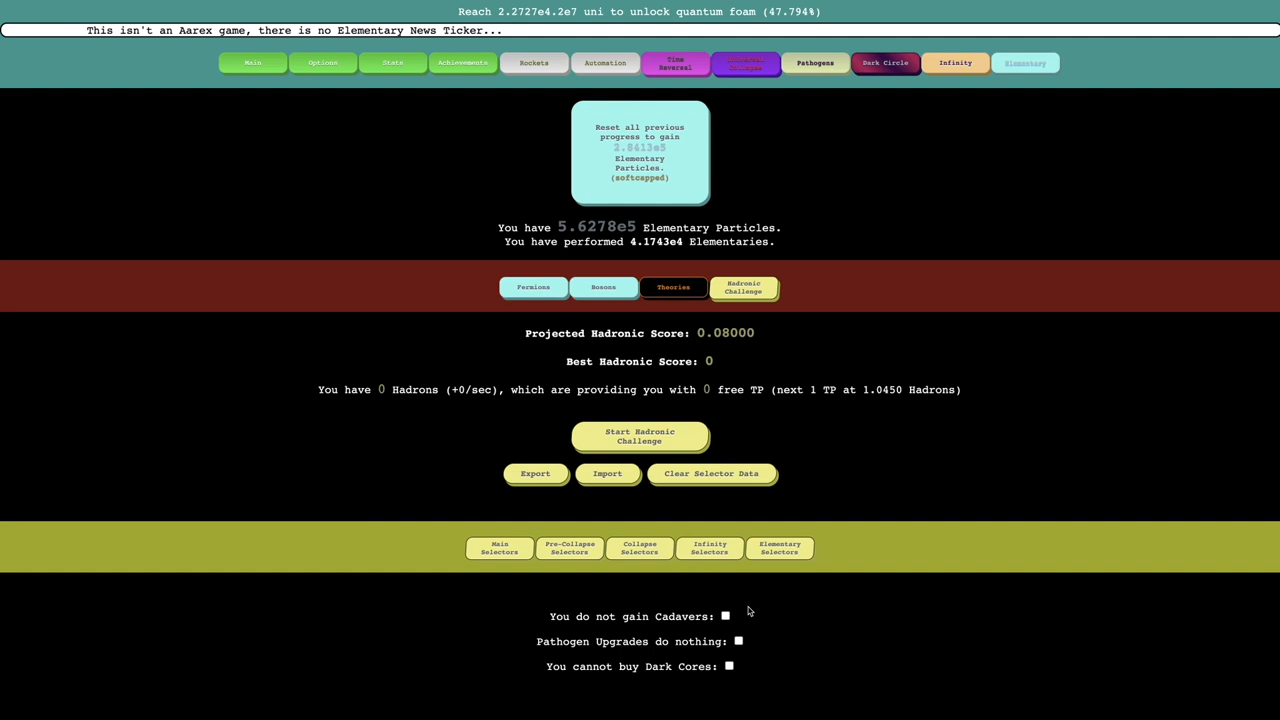 Reach 2.2727e4.2e7 uni to unlock quantum foam (47.794%)
This isn't an Aarex game, there is no Elementary News Ticker...
Main
Options
Stats
Achievements
Rockets
Automation
Time
Reversal
Pathogens
Dark Circle
Infinity
Elementary
Reset all previous
progress to gain
2.8413e5
Elementary
Particles.
(softcapped)
You have 5.6278e5 Elementary Particles.
You have performed 4.1743e4 Elementaries.
Fermions
Bosons
Theories
Hadronic
Challenge
Projected Hadronic Score: 0.08000
Best Hadronic Score: 0
You have 0 Hadrons (+0/sec), which are providing you with 0 free TP (next 1 TP at 1.0450 Hadrons)
Start Hadronic
Challenge
Export
Import
Clear Selector Data
Main
Selectors
Pre-Collapse
Selectors
Collapse
Selectors
Infinity
Selectors
Elementary
Selectors
You do not gain Cadavers:
Pathogen Upgrades do nothing:
You cannot buy Dark Cores: